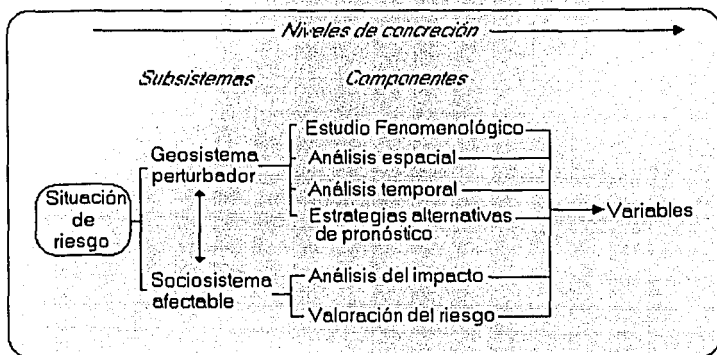 Niveles de concreción
Subsistemas
Componentes
Situación
de
riesgo
Geosistema
perturbador
Sociosistema
afectable
Estudio Fenomenológico
Análisis espacial
Análisis temporal
Estrategias alternativas
de pronóstico
Análisis del impacto
Valoración del riesgo
Variables